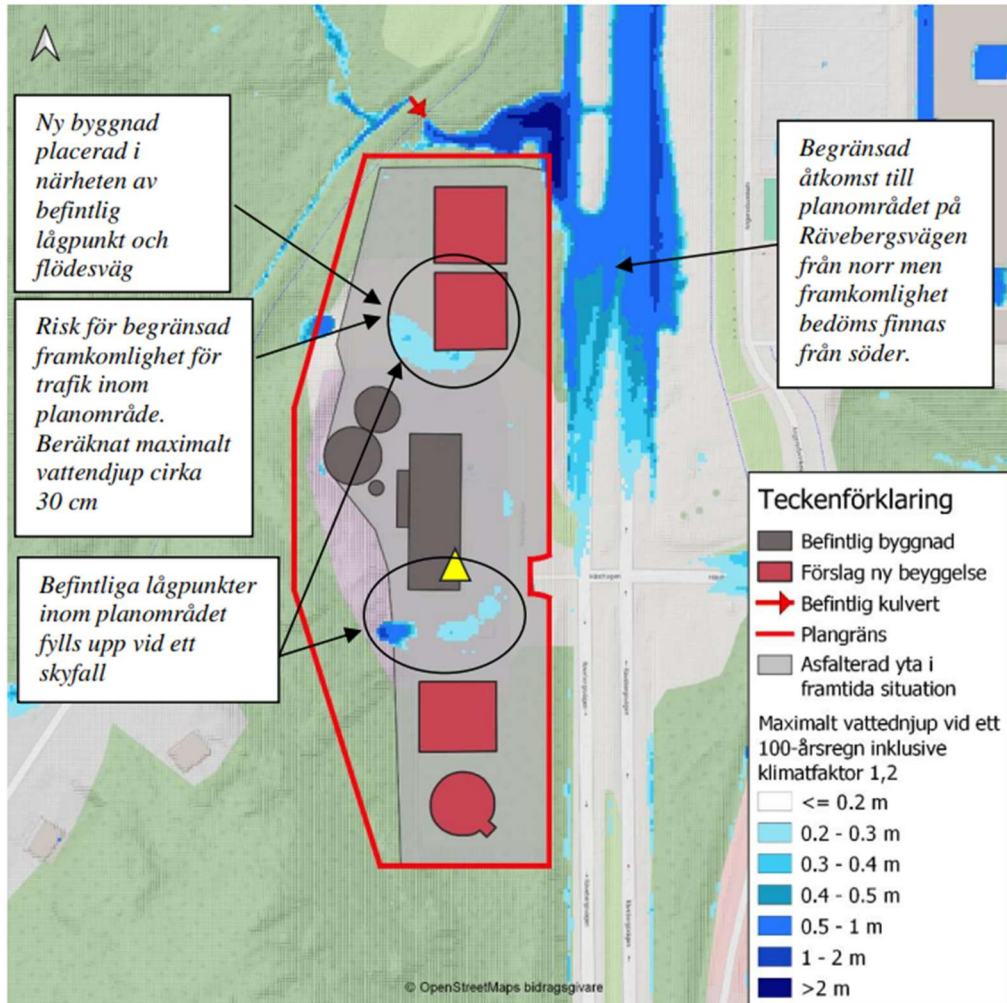 Ny byggnad
placerad i
närheten av
befintlig
lågpunkt och
flödesväg
Risk för begränsad
framkomlighet för
trafik inom
planområde.
Beräknat maximalt
vattendjup cirka
30 cm
Befintliga lågpunkter
inom planområdet
fylls upp vid ett
skyfall
Begränsad
åtkomst till
planområdet på
Rävebergsvägen
från norr men
framkomlighet
bedöms finnas
från söder.
Teckenförklaring
Befintlig byggnad
Förslag ny beyggelse
Befintlig kulvert
Plangräns
Asfalterad yta i
framtida situation
Maximalt vattednjup vid ett
100-årsregn inklusive
klimatfaktor 1,2
<= 0.2 m
0.2 - 0.3 m
0.3 - 0.4 m
0.4 - 0.5 m
0.5 - 1 m
1 - 2 m
>2 m
© OpenStreetMaps bidragsgivare